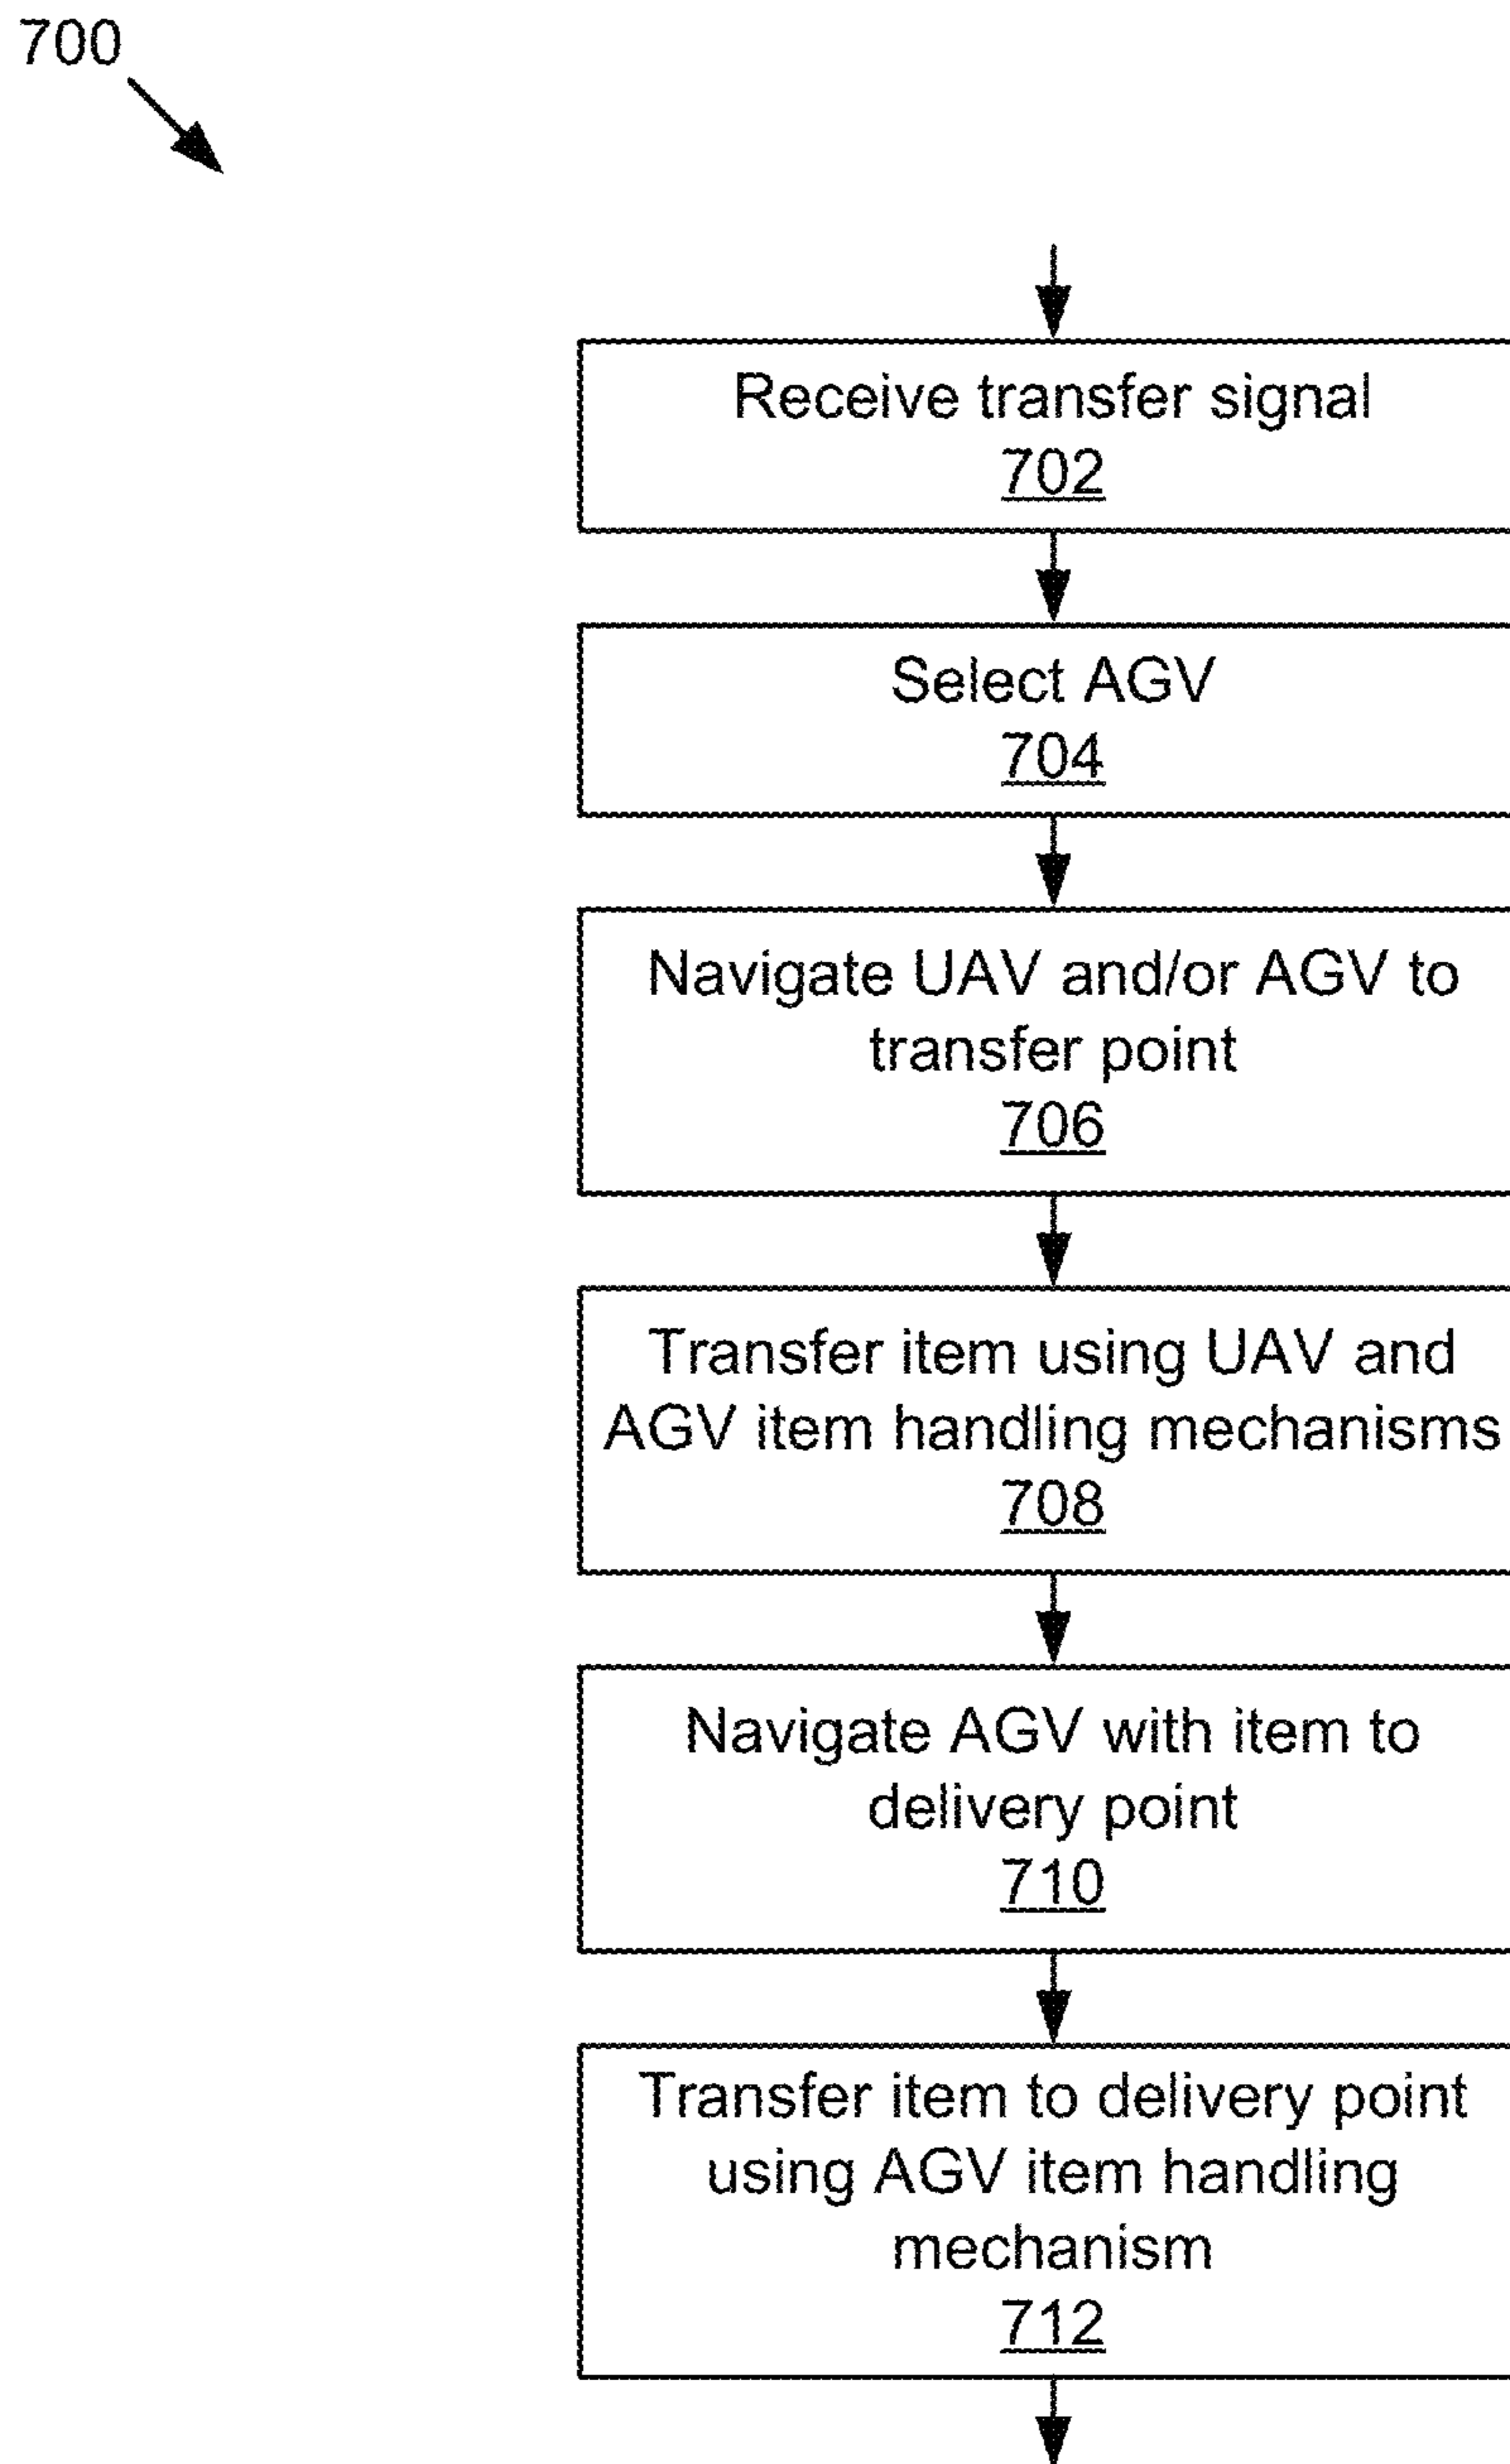 700
Receive transfer signal
702
Select AGV
704
Navigate UAV and/or AGV to
transfer point
706
Transfer item using UAV and
AGV item handling mechanisms
708
Navigate AGV with item to
delivery point
710
Transfer item to delivery point
using AGV item handling
mechanism
712